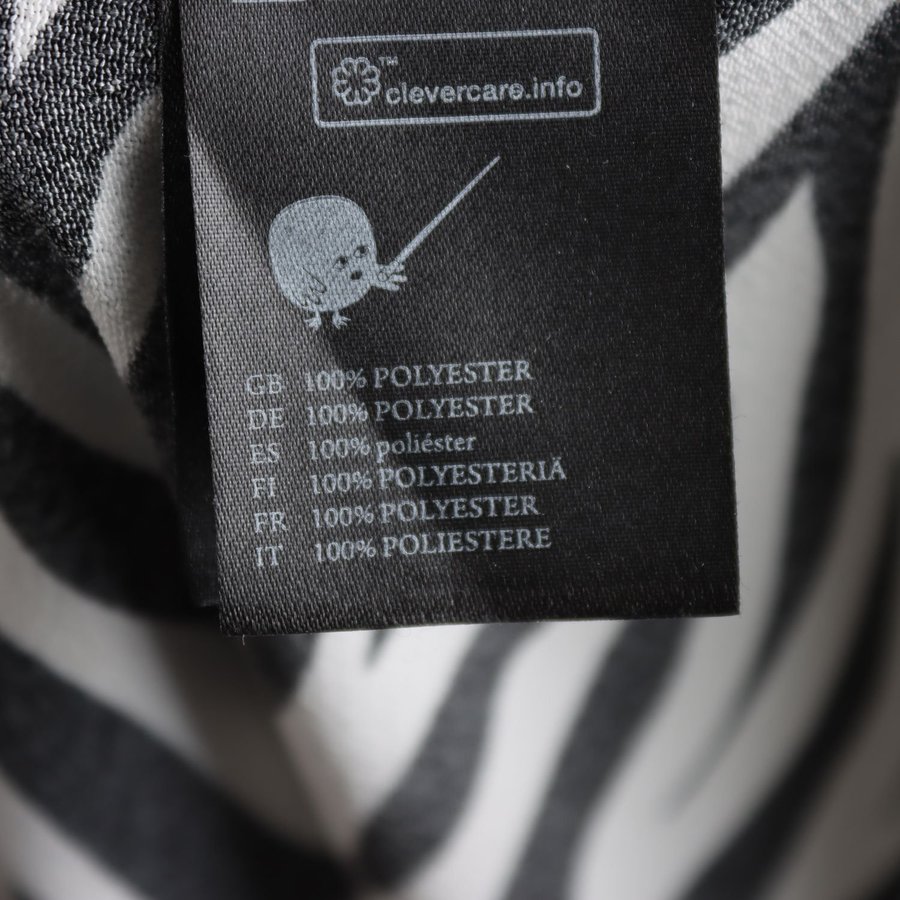 ™ clevercare.info
GB 100% POLYESTER
DE 100% POLYESTER
ES 100% poliéster
FI 100% POLYESTERIÄ
FR 100% POLYESTER
IT 100% POLIESTERE